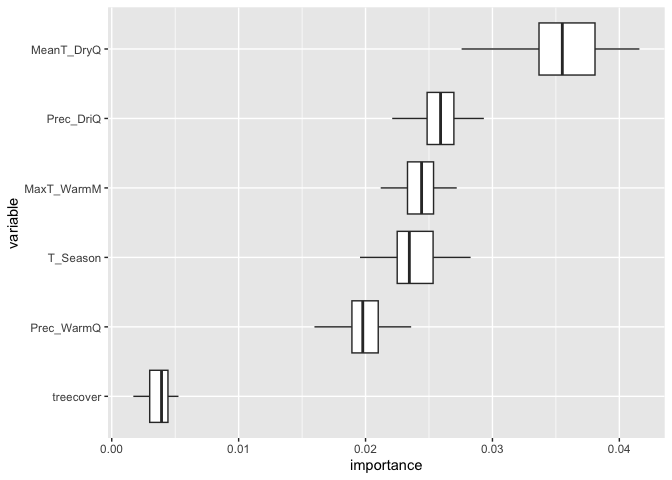 MeanT_DryQ
Prec_DriQ
MaxT_WarmM
T_Season
Prec_WarmQ
treecover
variable
0.00 0.01 0.02 0.03 0.04
importance